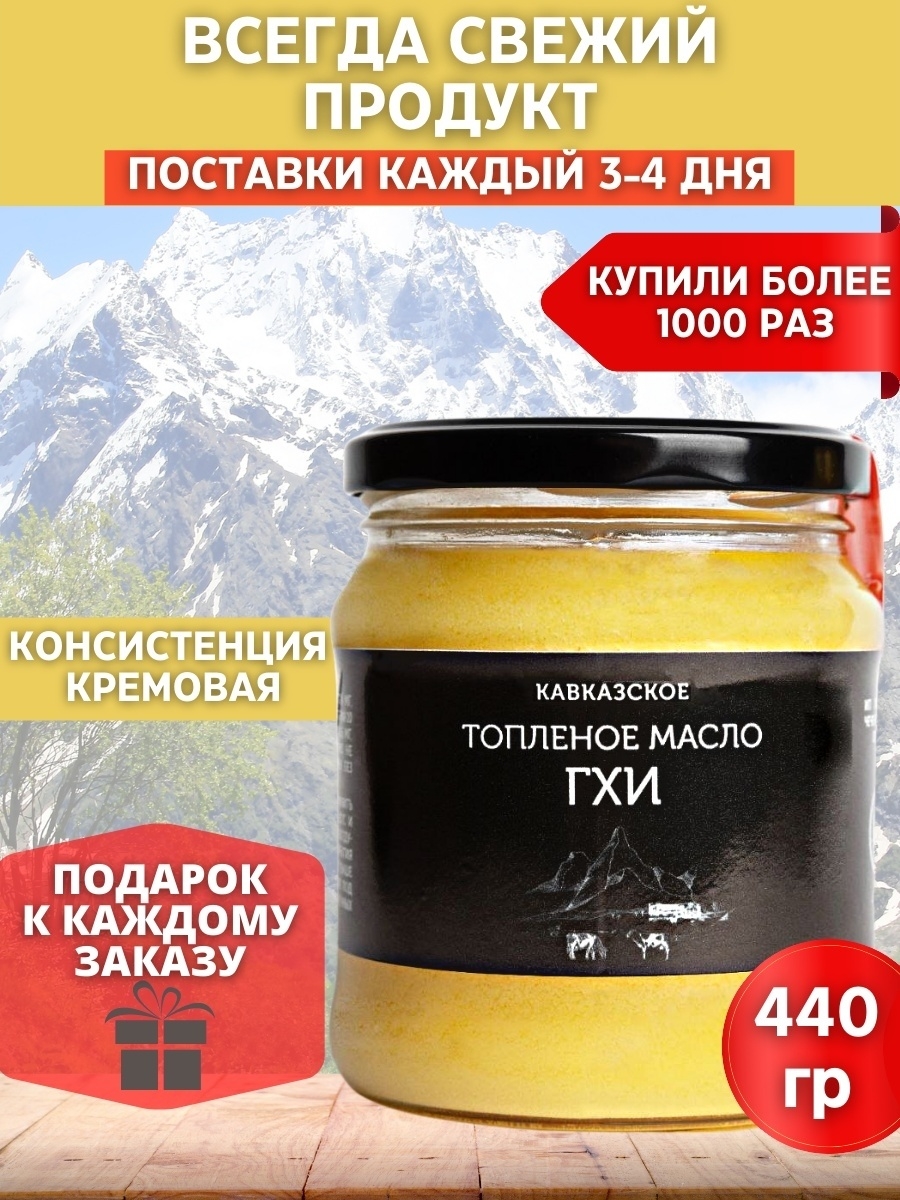 ВСЕГДА СВЕЖИЙ
ПРОДУКТ
ПОСТАВКИ КАЖДЫЙ 3-4 ДНЯ
КУПИЛИ БОЛЕЕ
1000 РАЗ
КОНСИСТЕНЦИЯ
КРЕМОВАЯ
КАВКАЗСКОЕ
ТОПЛЕНОЕ МАСЛО
ГХИ
ПОДАРОК
К КАЖДОМУ
ЗАКАЗУ
440
гр